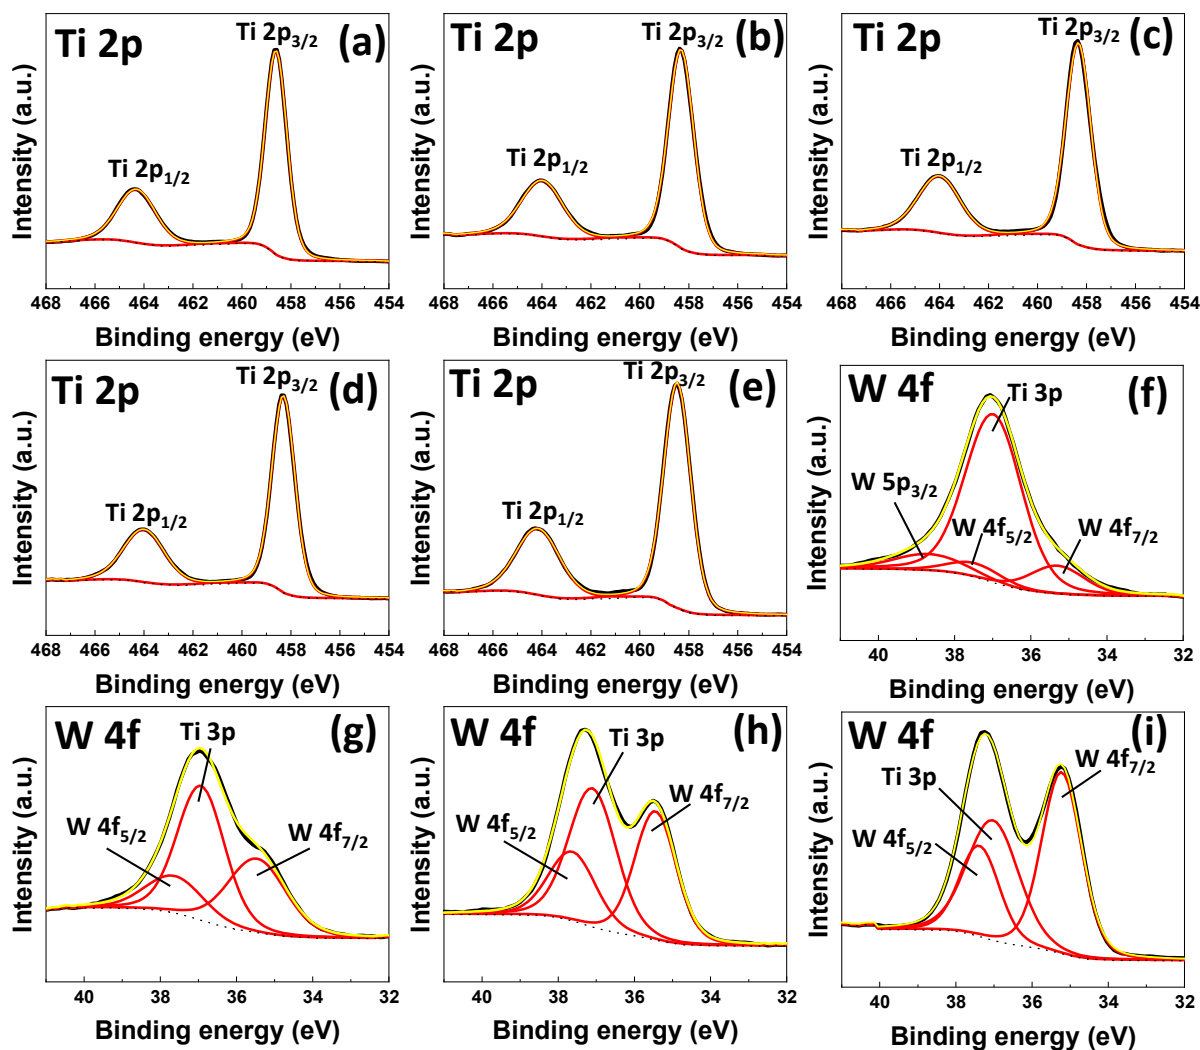 Ti 2p
Ti 2p3/2
(a)
Ti 2p1/2
Intensity (a.u.)
468 466 464 462 460 458 456 454
Binding energy (eV)
Ti 2p
Ti 2p3/2
(b)
Ti 2p1/2
Intensity (a.u.)
468 466 464 462 460 458 456 454
Binding energy (eV)
Ti 2p
Ti 2p3/2
(c)
Ti 2p1/2
Intensity (a.u.)
468 466 464 462 460 458 456 454
Binding energy (eV)
Ti 2p
Ti 2p3/2
(d)
Ti 2p1/2
Intensity (a.u.)
468 466 464 462 460 458 456 454
Binding energy (eV)
Ti 2p
Ti 2p3/2
(e)
Ti 2p1/2
Intensity (a.u.)
468 466 464 462 460 458 456 454
Binding energy (eV)
W 4f
Ti 3p
(f)
W 5p3/2
W 4f5/2
W 4f7/2
Intensity (a.u.)
40 38 36 34 32
Binding energy (eV)
W 4f
(g)
Ti 3p
W 4f5/2
W 4f7/2
Intensity (a.u.)
40 38 36 34 32
Binding energy (eV)
W 4f
(h)
Ti 3p
W 4f5/2
W 4f7/2
Intensity (a.u.)
40 38 36 34 32
Binding energy (eV)
W 4f
(i)
W 4f7/2
Ti 3p
W 4f5/2
Intensity (a.u.)
40 38 36 34 32
Binding energy (eV)